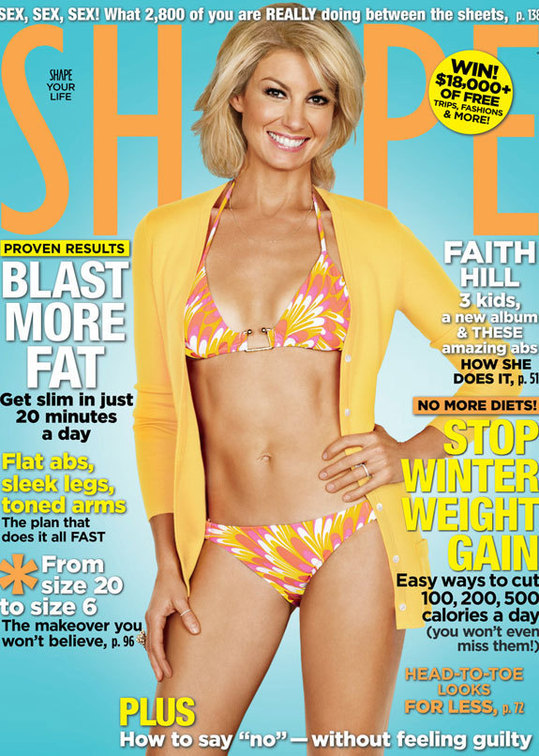 SEX, SEX, SEX! What 2,800 of you are REALLY doing between the sheets, p. 138
SHAPE
SHAPE
YOUR
LIFE
WIN!
$18,000+
OF FREE
TRIPS, FASHIONS
& MORE!
PROVEN RESULTS
BLAST
MORE
FAT
Get slim in just
20 minutes
a day
Flat abs,
sleek legs,
toned arms
The plan that
does it all FAST
*From
size 20
to size 6
The makeover you
won't believe, p. 96
FAITH
HILL
3 kids,
a new album
& THESE
amazing abs
HOW SHE
DOES IT, p. 51
NO MORE DIETS!
STOP
WINTER
WEIGHT
GAIN
Easy ways to cut
100, 200, 500
calories a day
(you won't even
miss them!)
HEAD-TO-TOE
LOOKS
FOR LESS, p. 72
PLUS
How to say “no”—without feeling guilty